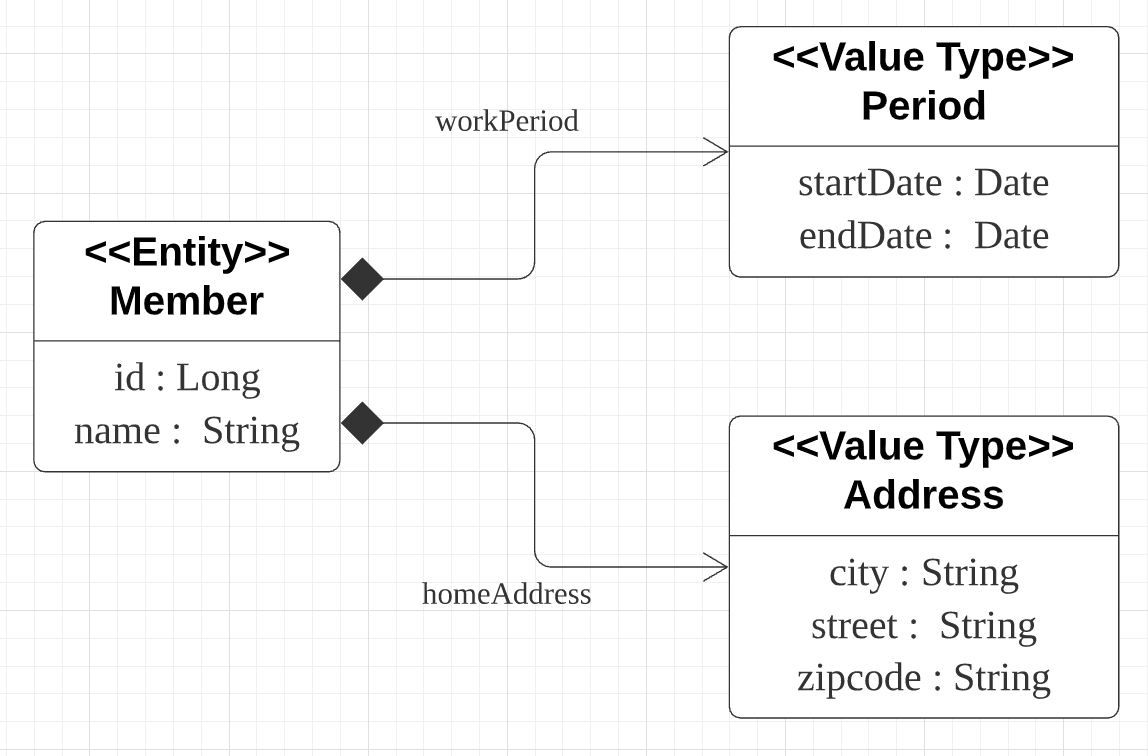 <<Value Type>>
Period
startDate : Date
endDate :  Date
workPeriod
<<Entity>>
Member
id : Long
name :  String
homeAddress
<<Value Type>>
Address
city : String
street :  String
zipcode : String